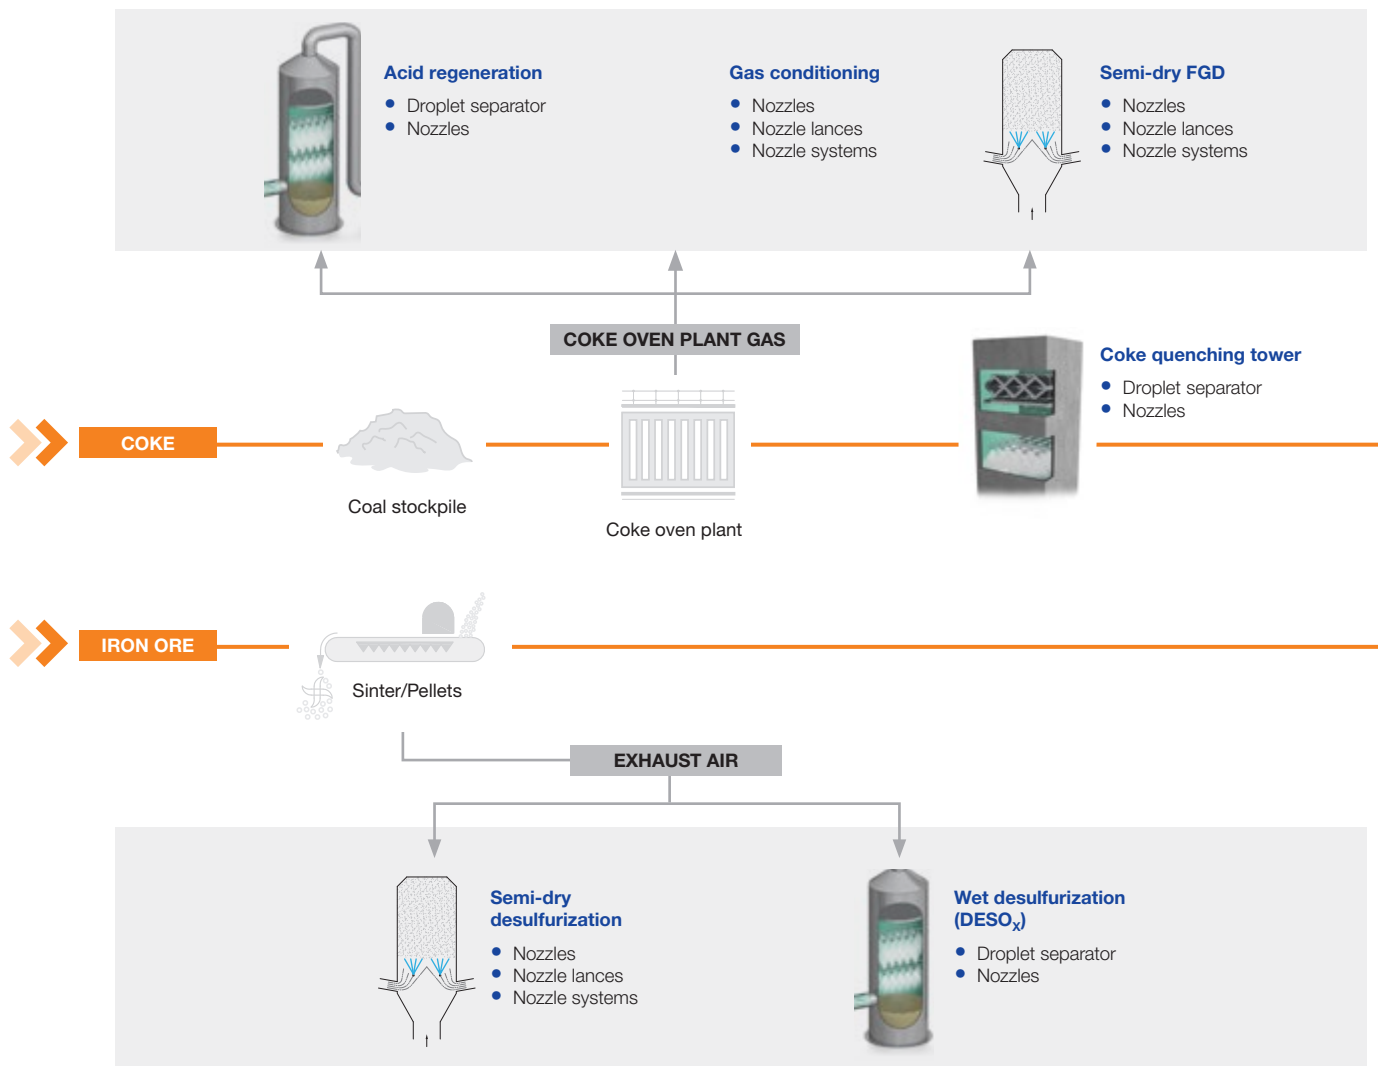 Acid regeneration
• Droplet separator
• Nozzles
Gas conditioning
• Nozzles
• Nozzle lances
• Nozzle systems
Semi-dry FGD
• Nozzles
• Nozzle lances
• Nozzle systems
COKE OVEN PLANT GAS
Coke quenching tower
• Droplet separator
• Nozzles
COKE
Coal stockpile
Coke oven plant
IRON ORE
Sinter/Pellets
EXHAUST AIR
Semi-dry
desulfurization
• Nozzles
• Nozzle lances
• Nozzle systems
Wet desulfurization
(DESOX)
• Droplet separator
• Nozzles